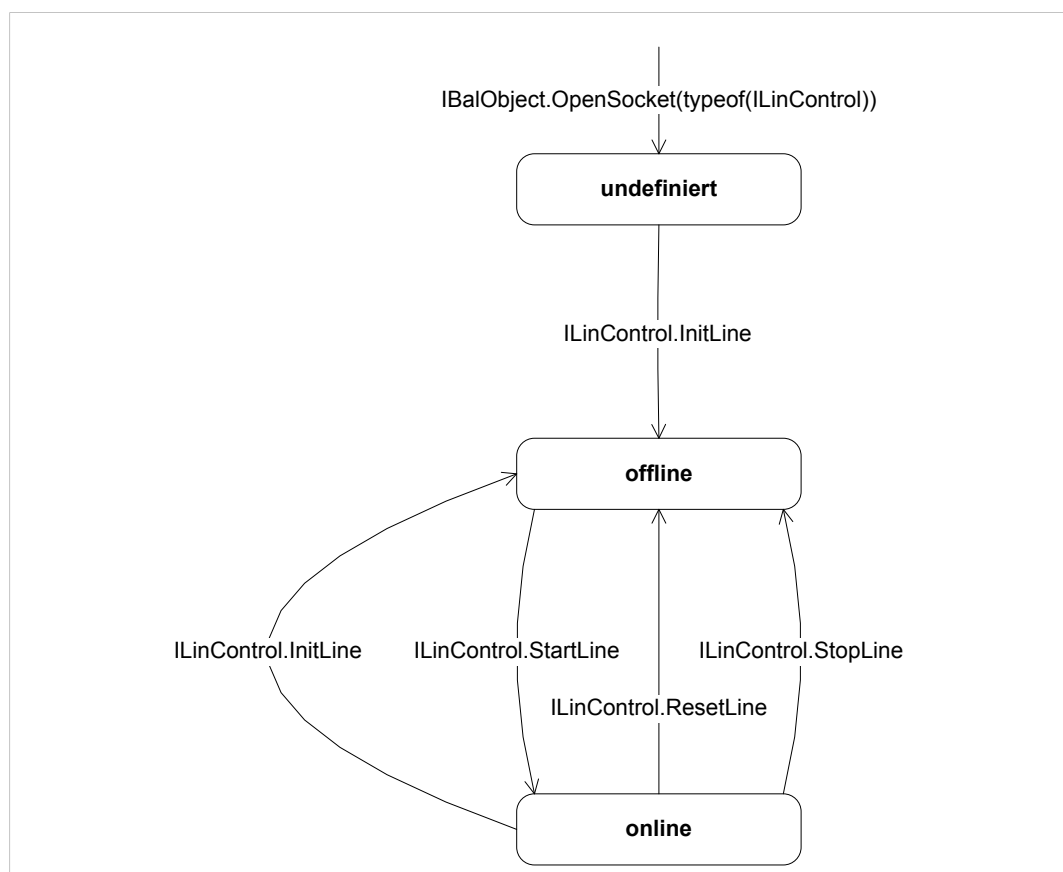 IBalObject.OpenSocket(typeof(ILinControl))
undefiniert
ILinControl.InitLine
offline
ILinControl.InitLine
ILinControl.StartLine
ILinControl.StopLine
ILinControl.ResetLine
online